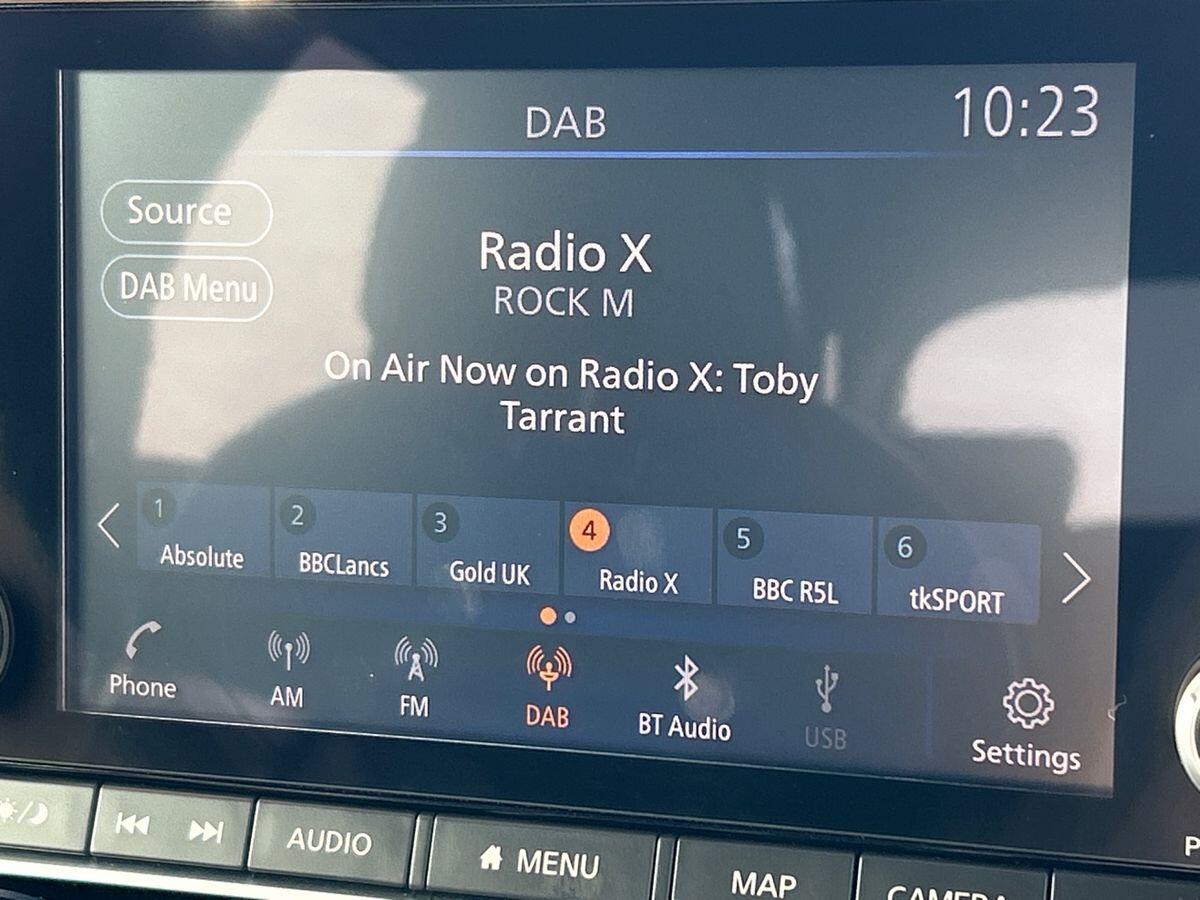 DAB
10:23
Source
DAB Menu
Radio X
ROCK M
On Air Now on Radio X: Toby
Tarrant
1
Absolute
2
BBCLancs
3
Gold UK
4
Radio X
5
BBC R5L
6
tkSPORT
Phone
AM
FM
DAB
BT Audio
USB
Settings
AUDIO
MENU
MAP
CAMERA
P